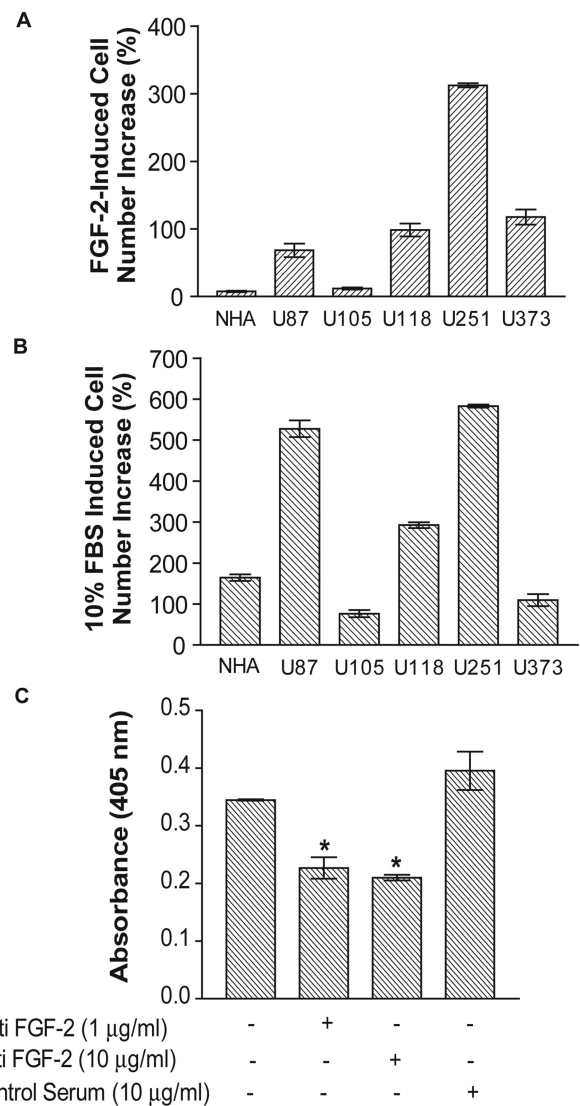 A
FGF-2-Induced Cell
Number Increase (%)
400
300
200
100
0
NHA U87 U105 U118 U251 U373
B
10% FBS Induced Cell
Number Increase (%)
700
600
500
400
300
200
100
0
NHA U87 U105 U118 U251 U373
C
Absorbance (405 nm)
0.5
0.4
0.3
0.2
0.1
0.0
* *
ti FGF-2 (1 µg/ml) - + - -
ti FGF-2 (10 µg/ml) - - + -
ntrol Serum (10 µg/ml) - - - +